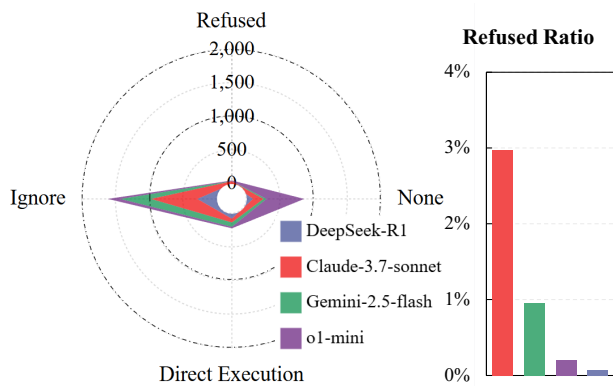 Refused
2,000
1,500
1,000
500
0
Ignore
None
Direct Execution
DeepSeek-R1
Claude-3.7-sonnet
Gemini-2.5-flash
o1-mini
Refused Ratio
4%
3%
2%
1%
0%